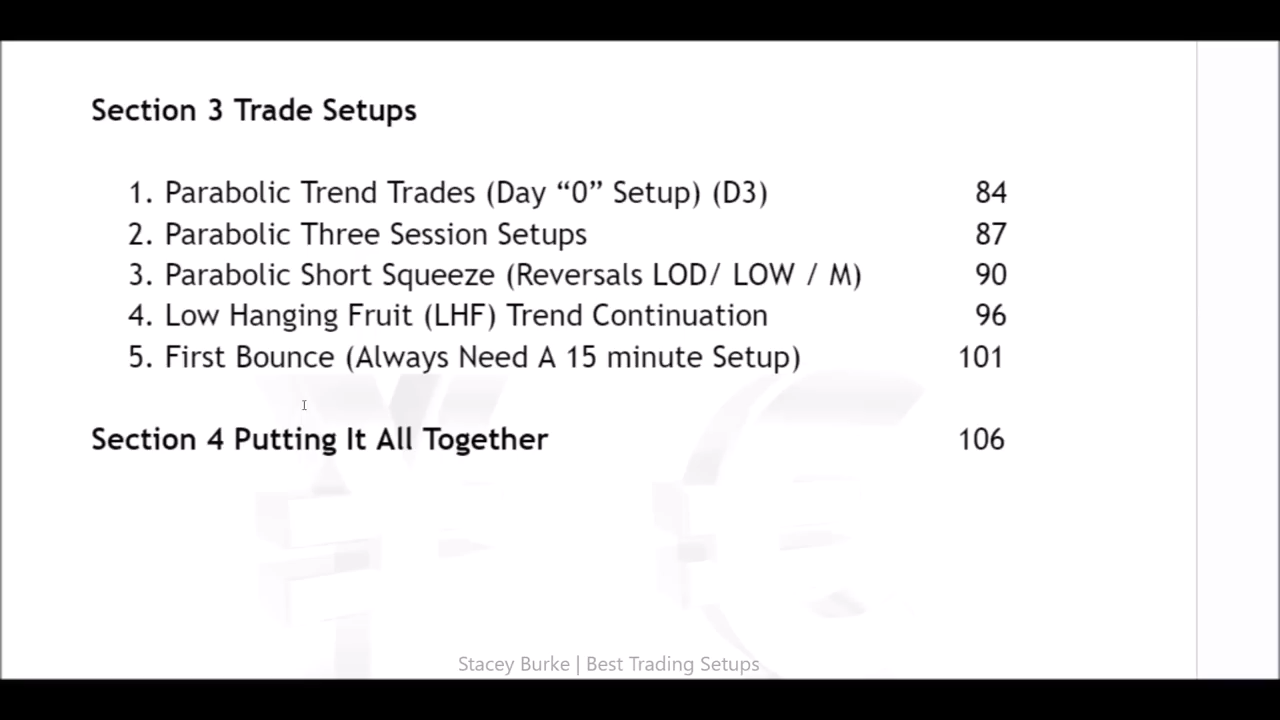 Section 3 Trade Setups
1. Parabolic Trend Trades (Day “0” Setup) (D3) 84
2. Parabolic Three Session Setups 87
3. Parabolic Short Squeeze (Reversals LOD/ LOW / M) 90
4. Low Hanging Fruit (LHF) Trend Continuation 96
5. First Bounce (Always Need A 15 minute Setup) 101
Section 4 Putting It All Together 106
Stacey Burke | Best Trading Setups